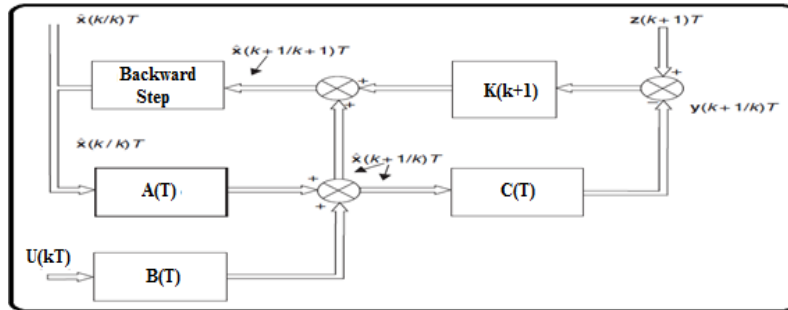 x̂(k/k)T
z(k+1)T
x̂(k+1/k+1)T
Backward
Step
K(k+1)
y(k+1/k)T
x̂(k/k)T
x̂(k+1/k)T
A(T)
C(T)
U(kT)
B(T)